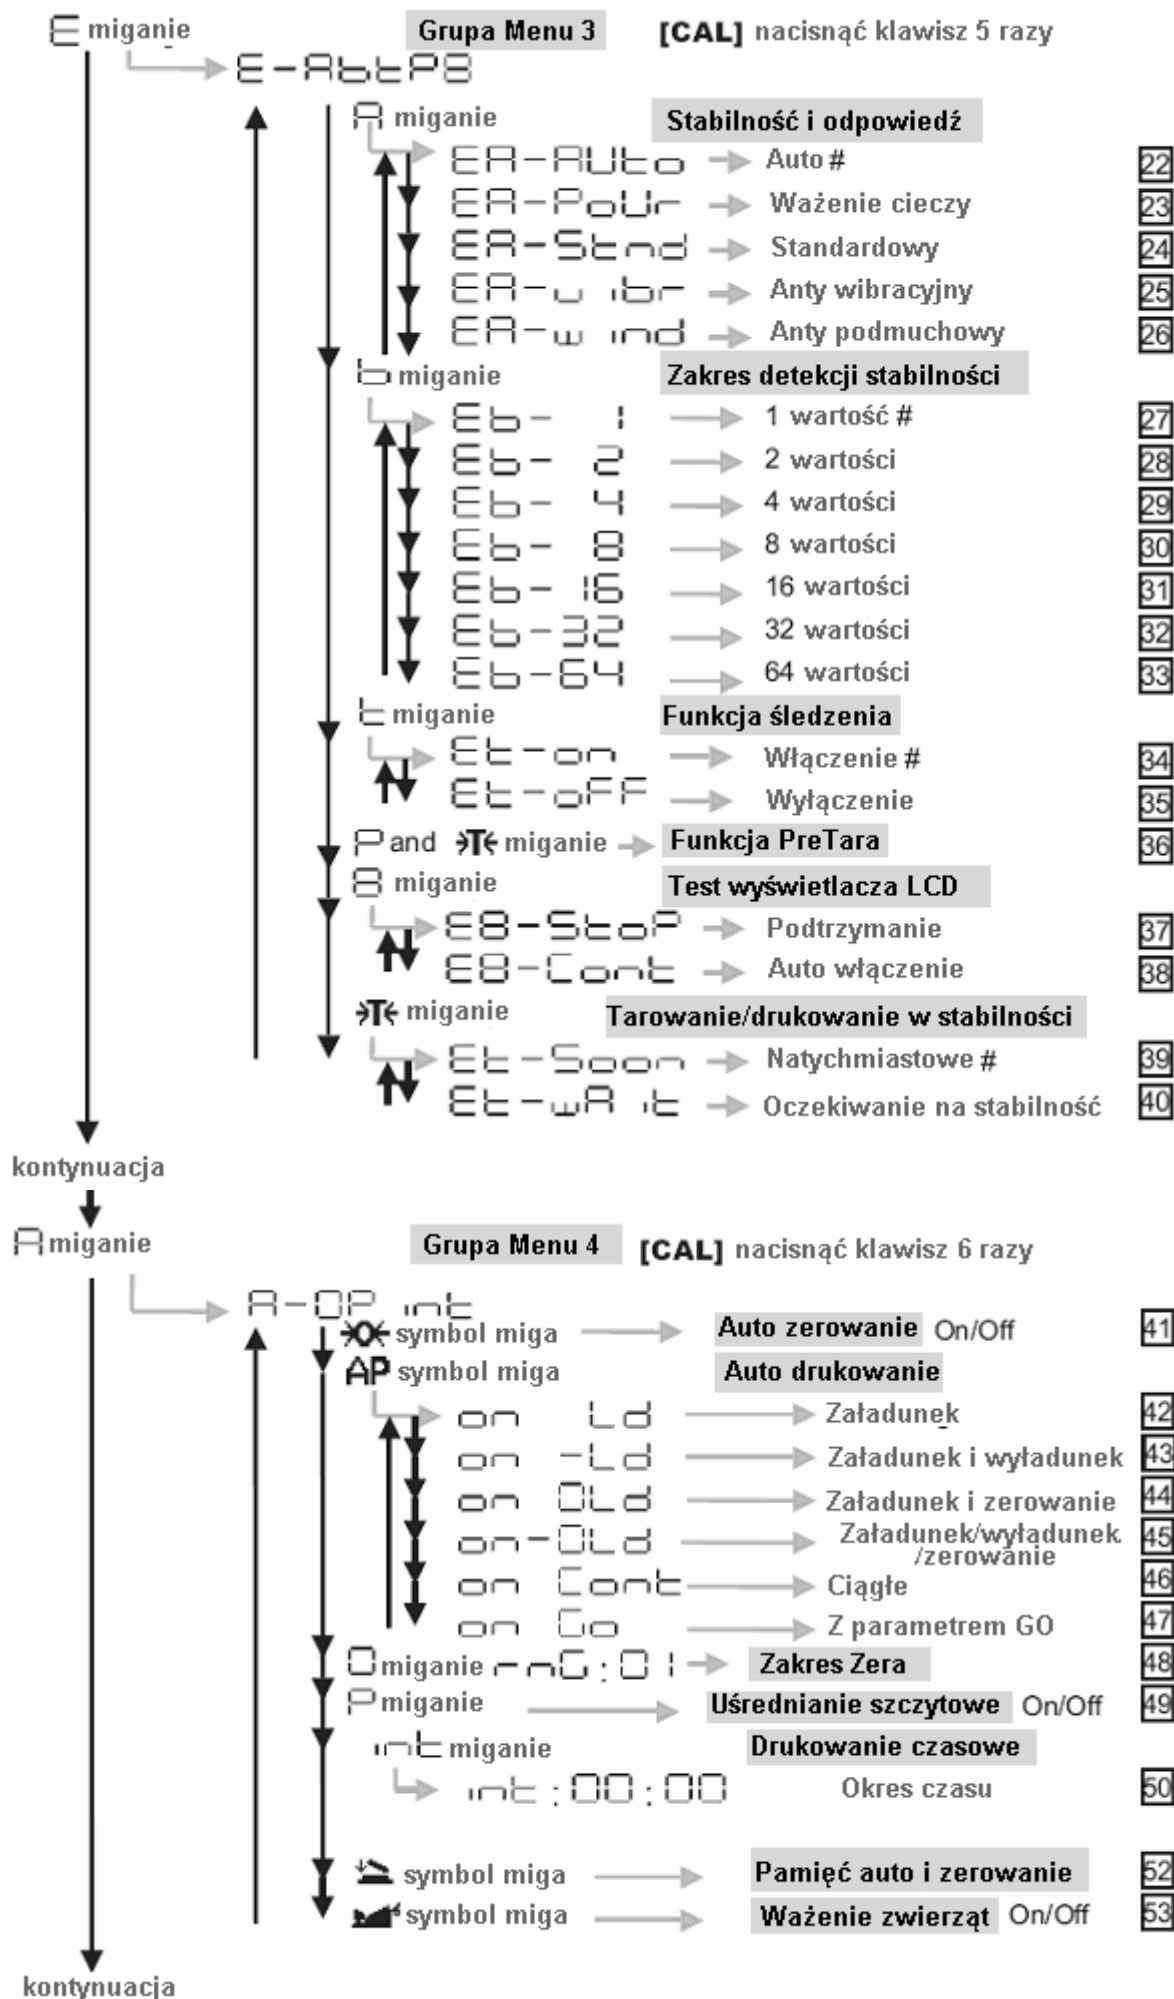 E miganie Grupa Menu 3 [CAL] nacisnąć klawisz 5 razy
E-AbtP8
A miganie Stabilność i odpowiedź
EA-AUto Auto # 22
EA-PoUr Ważenie cieczy 23
EA-Stnd Standardowy 24
EA-vibr Anty wibracyjny 25
EA-wind Anty podmuchowy 26
b miganie Zakres detekcji stabilności
Eb- 1 1 wartość # 27
Eb- 2 2 wartości 28
Eb- 4 4 wartości 29
Eb- 8 8 wartości 30
Eb- 16 16 wartości 31
Eb-32 32 wartości 32
Eb-64 64 wartości 33
t miganie Funkcja śledzenia
Et-on Włączenie # 34
Et-oFF Wyłączenie 35
P and →T← miganie Funkcja PreTara 36
8 miganie Test wyświetlacza LCD
E8-StoP Podtrzymanie 37
E8-Cont Auto włączenie 38
→T← miganie Tarowanie/drukowanie w stabilności
Et-Soon Natychmiastowe # 39
Et-wAit Oczekiwanie na stabilność 40
kontynuacja
A miganie Grupa Menu 4 [CAL] nacisnąć klawisz 6 razy
A-0P int
→0← symbol miga Auto zerowanie On/Off 41
AP symbol miga Auto drukowanie
on Ld Załadunek 42
on -Ld Załadunek i wyładunek 43
on 0Ld Załadunek i zerowanie 44
on-0Ld Załadunek/wyładunek 45
/zerowanie
on Cont Ciągłe 46
on Go Z parametrem GO 47
0 miganie rnG:01 Zakres Zera 48
P miganie Uśrednianie szczytowe On/Off 49
int miganie Drukowanie czasowe
int:00:00 Okres czasu 50
symbol miga Pamięć auto i zerowanie 52
symbol miga Ważenie zwierząt On/Off 53
kontynuacja